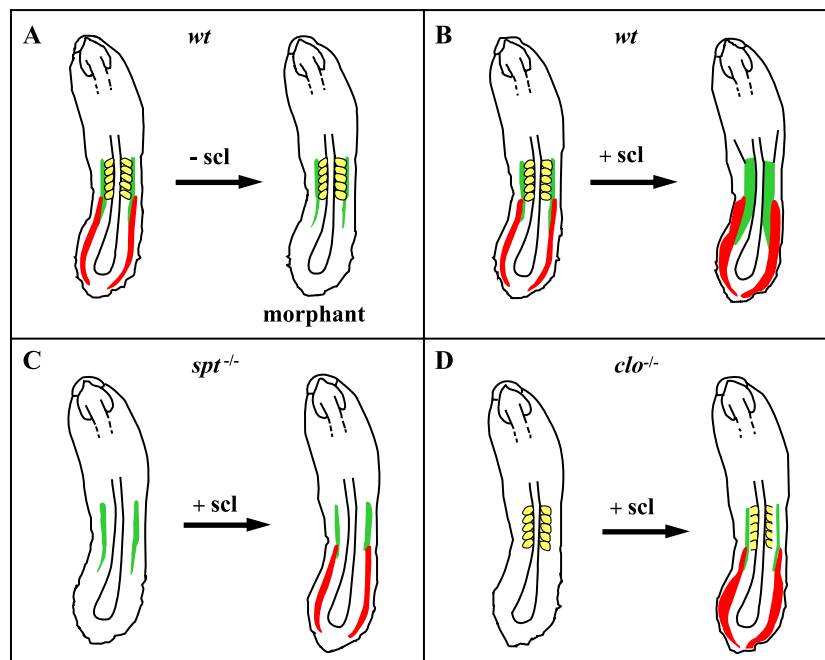 A
wt
- scl
morphant
B
wt
+ scl
C
spt -/-
+ scl
D
clo-/-
+ scl